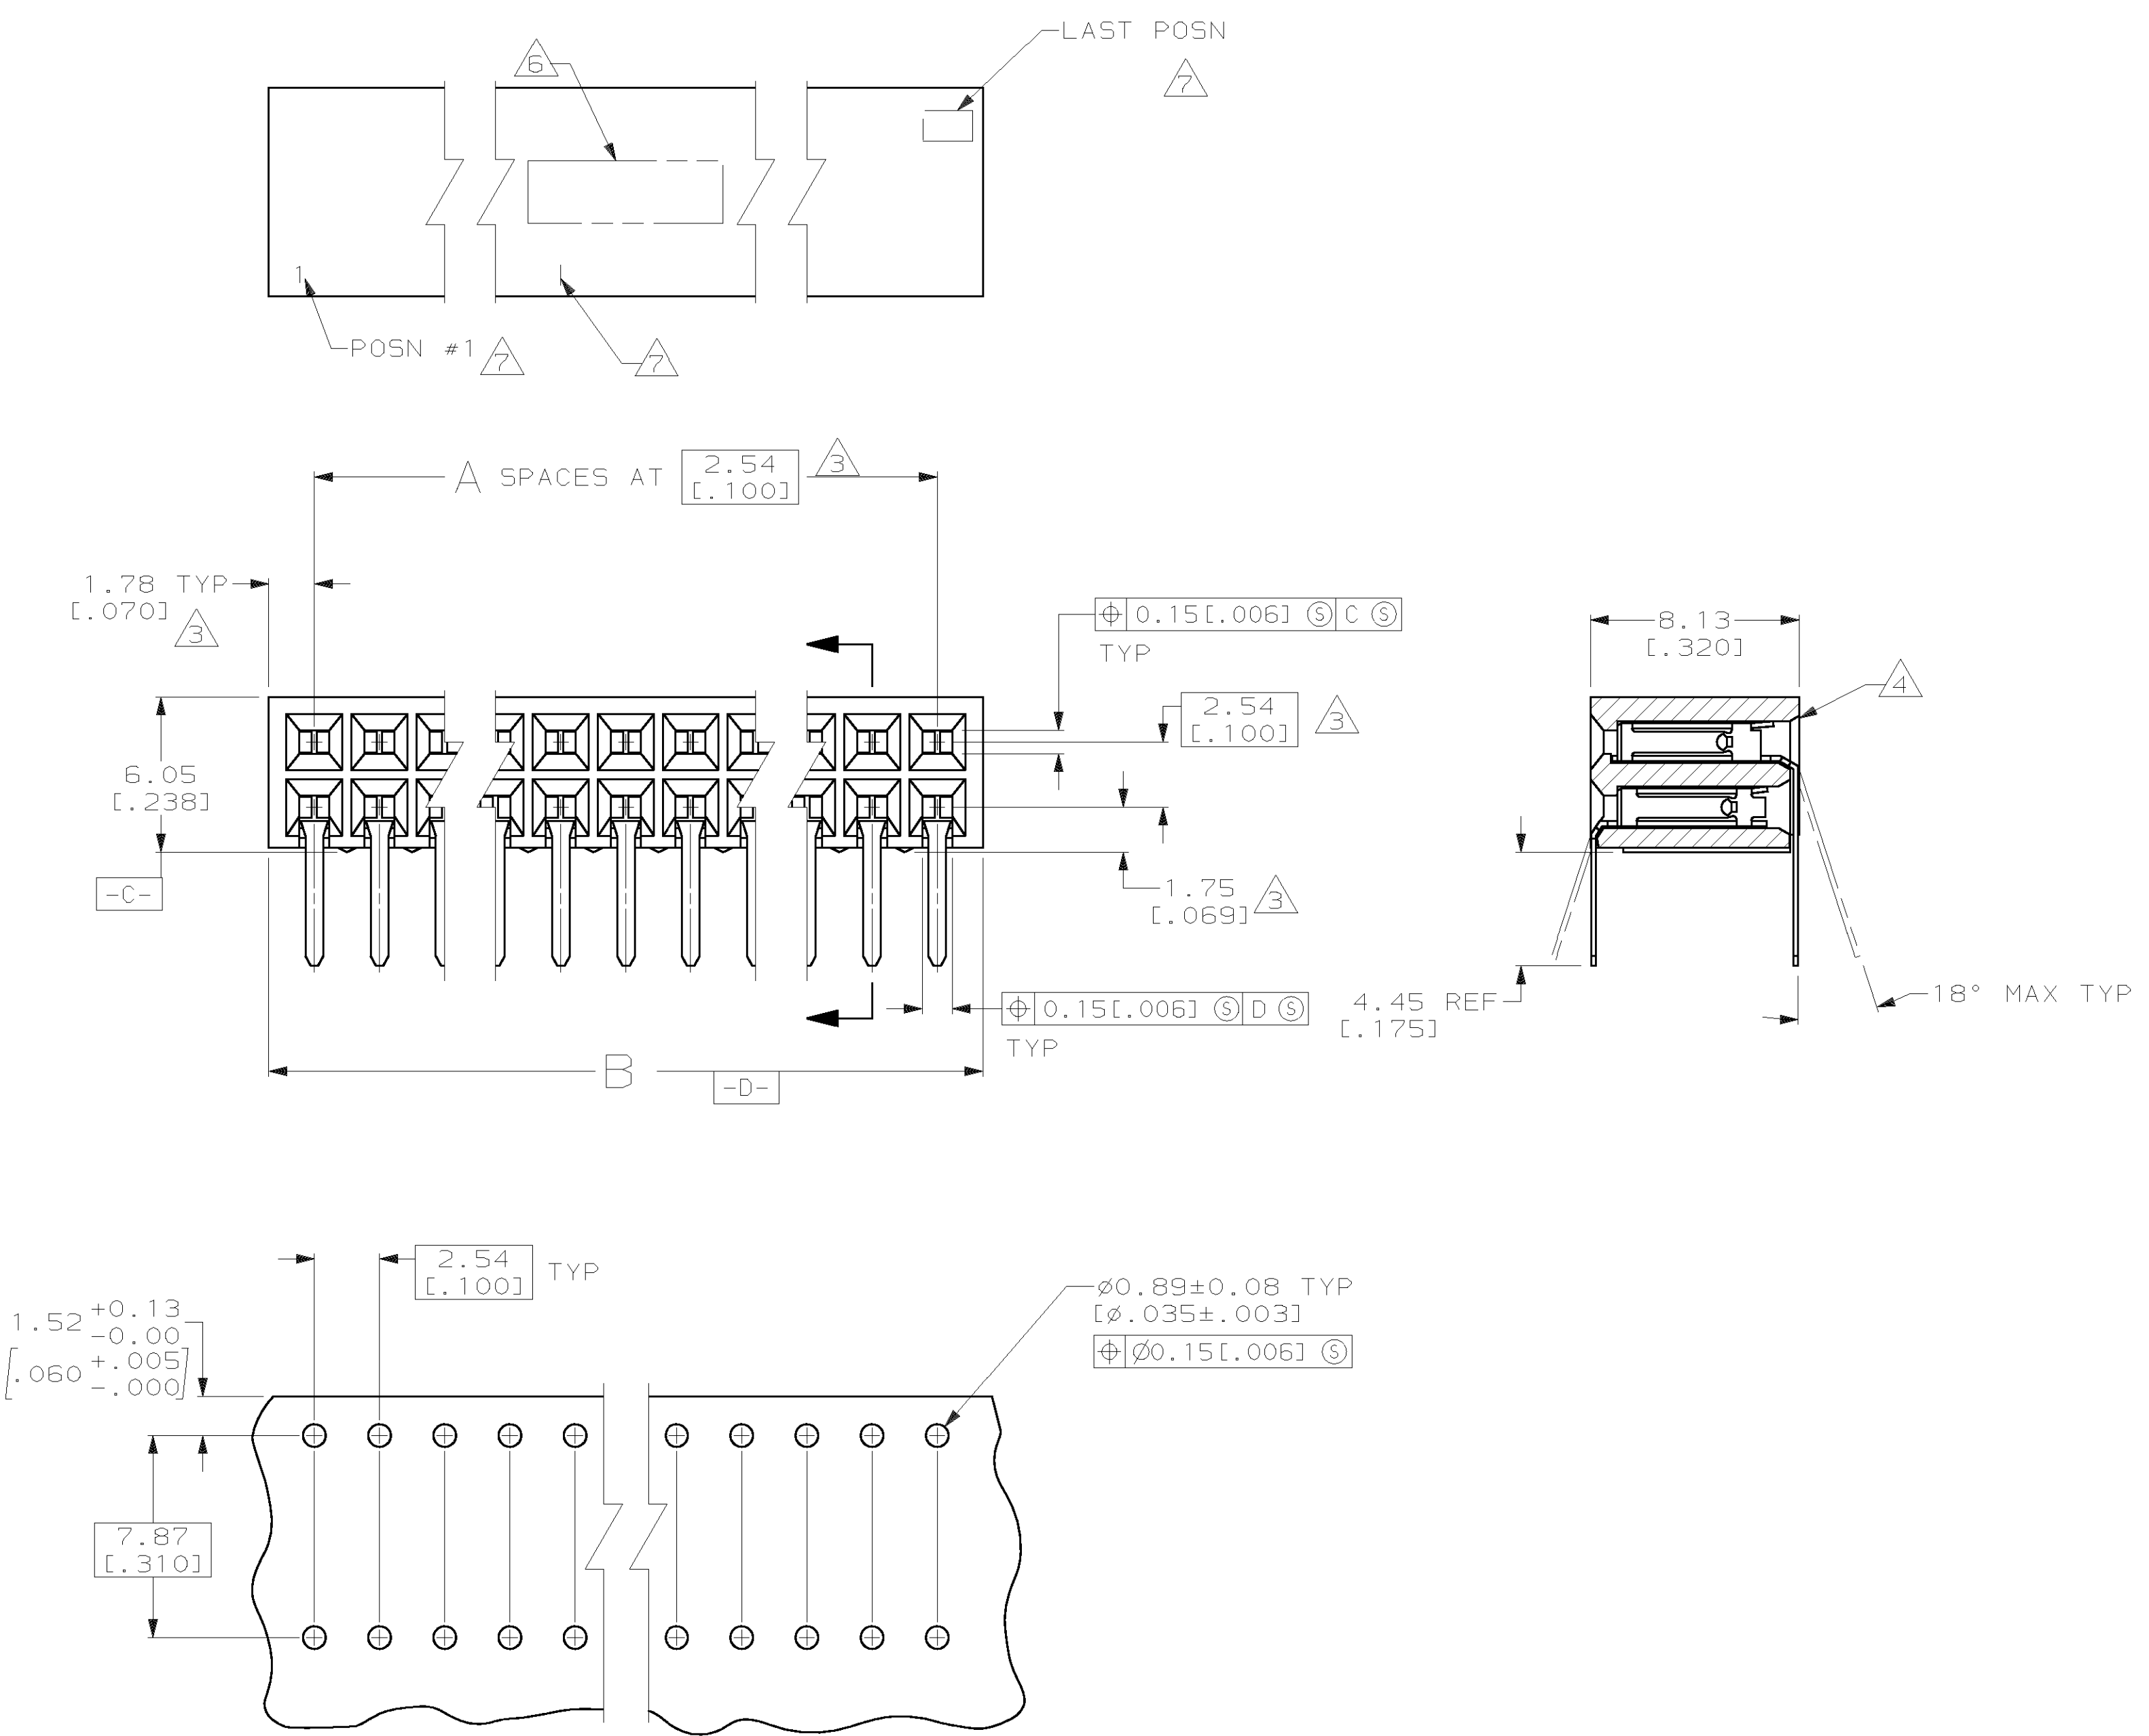 LAST POSN
6
7
1
POSN #1 7
7
A SPACES AT 2.54 3
[.100]
1.78 TYP
[.070]
3
⌖ 0.15[.006] Ⓢ C Ⓢ
TYP
8.13
[.320]
4
2.54
[.100]
3
6.05
[.238]
-C-
1.75
[.069]
3
⌖ 0.15[.006] Ⓢ D Ⓢ
TYP
4.45 REF
[.175]
18° MAX TYP
B
-D-
2.54
[.100]
TYP
1.52 +0.13
-0.00
[.060 +.005
-.000]
⌀0.89±0.08 TYP
[⌀.035±.003]
⌖ ⌀0.15[.006] Ⓢ
7.87
[.310]